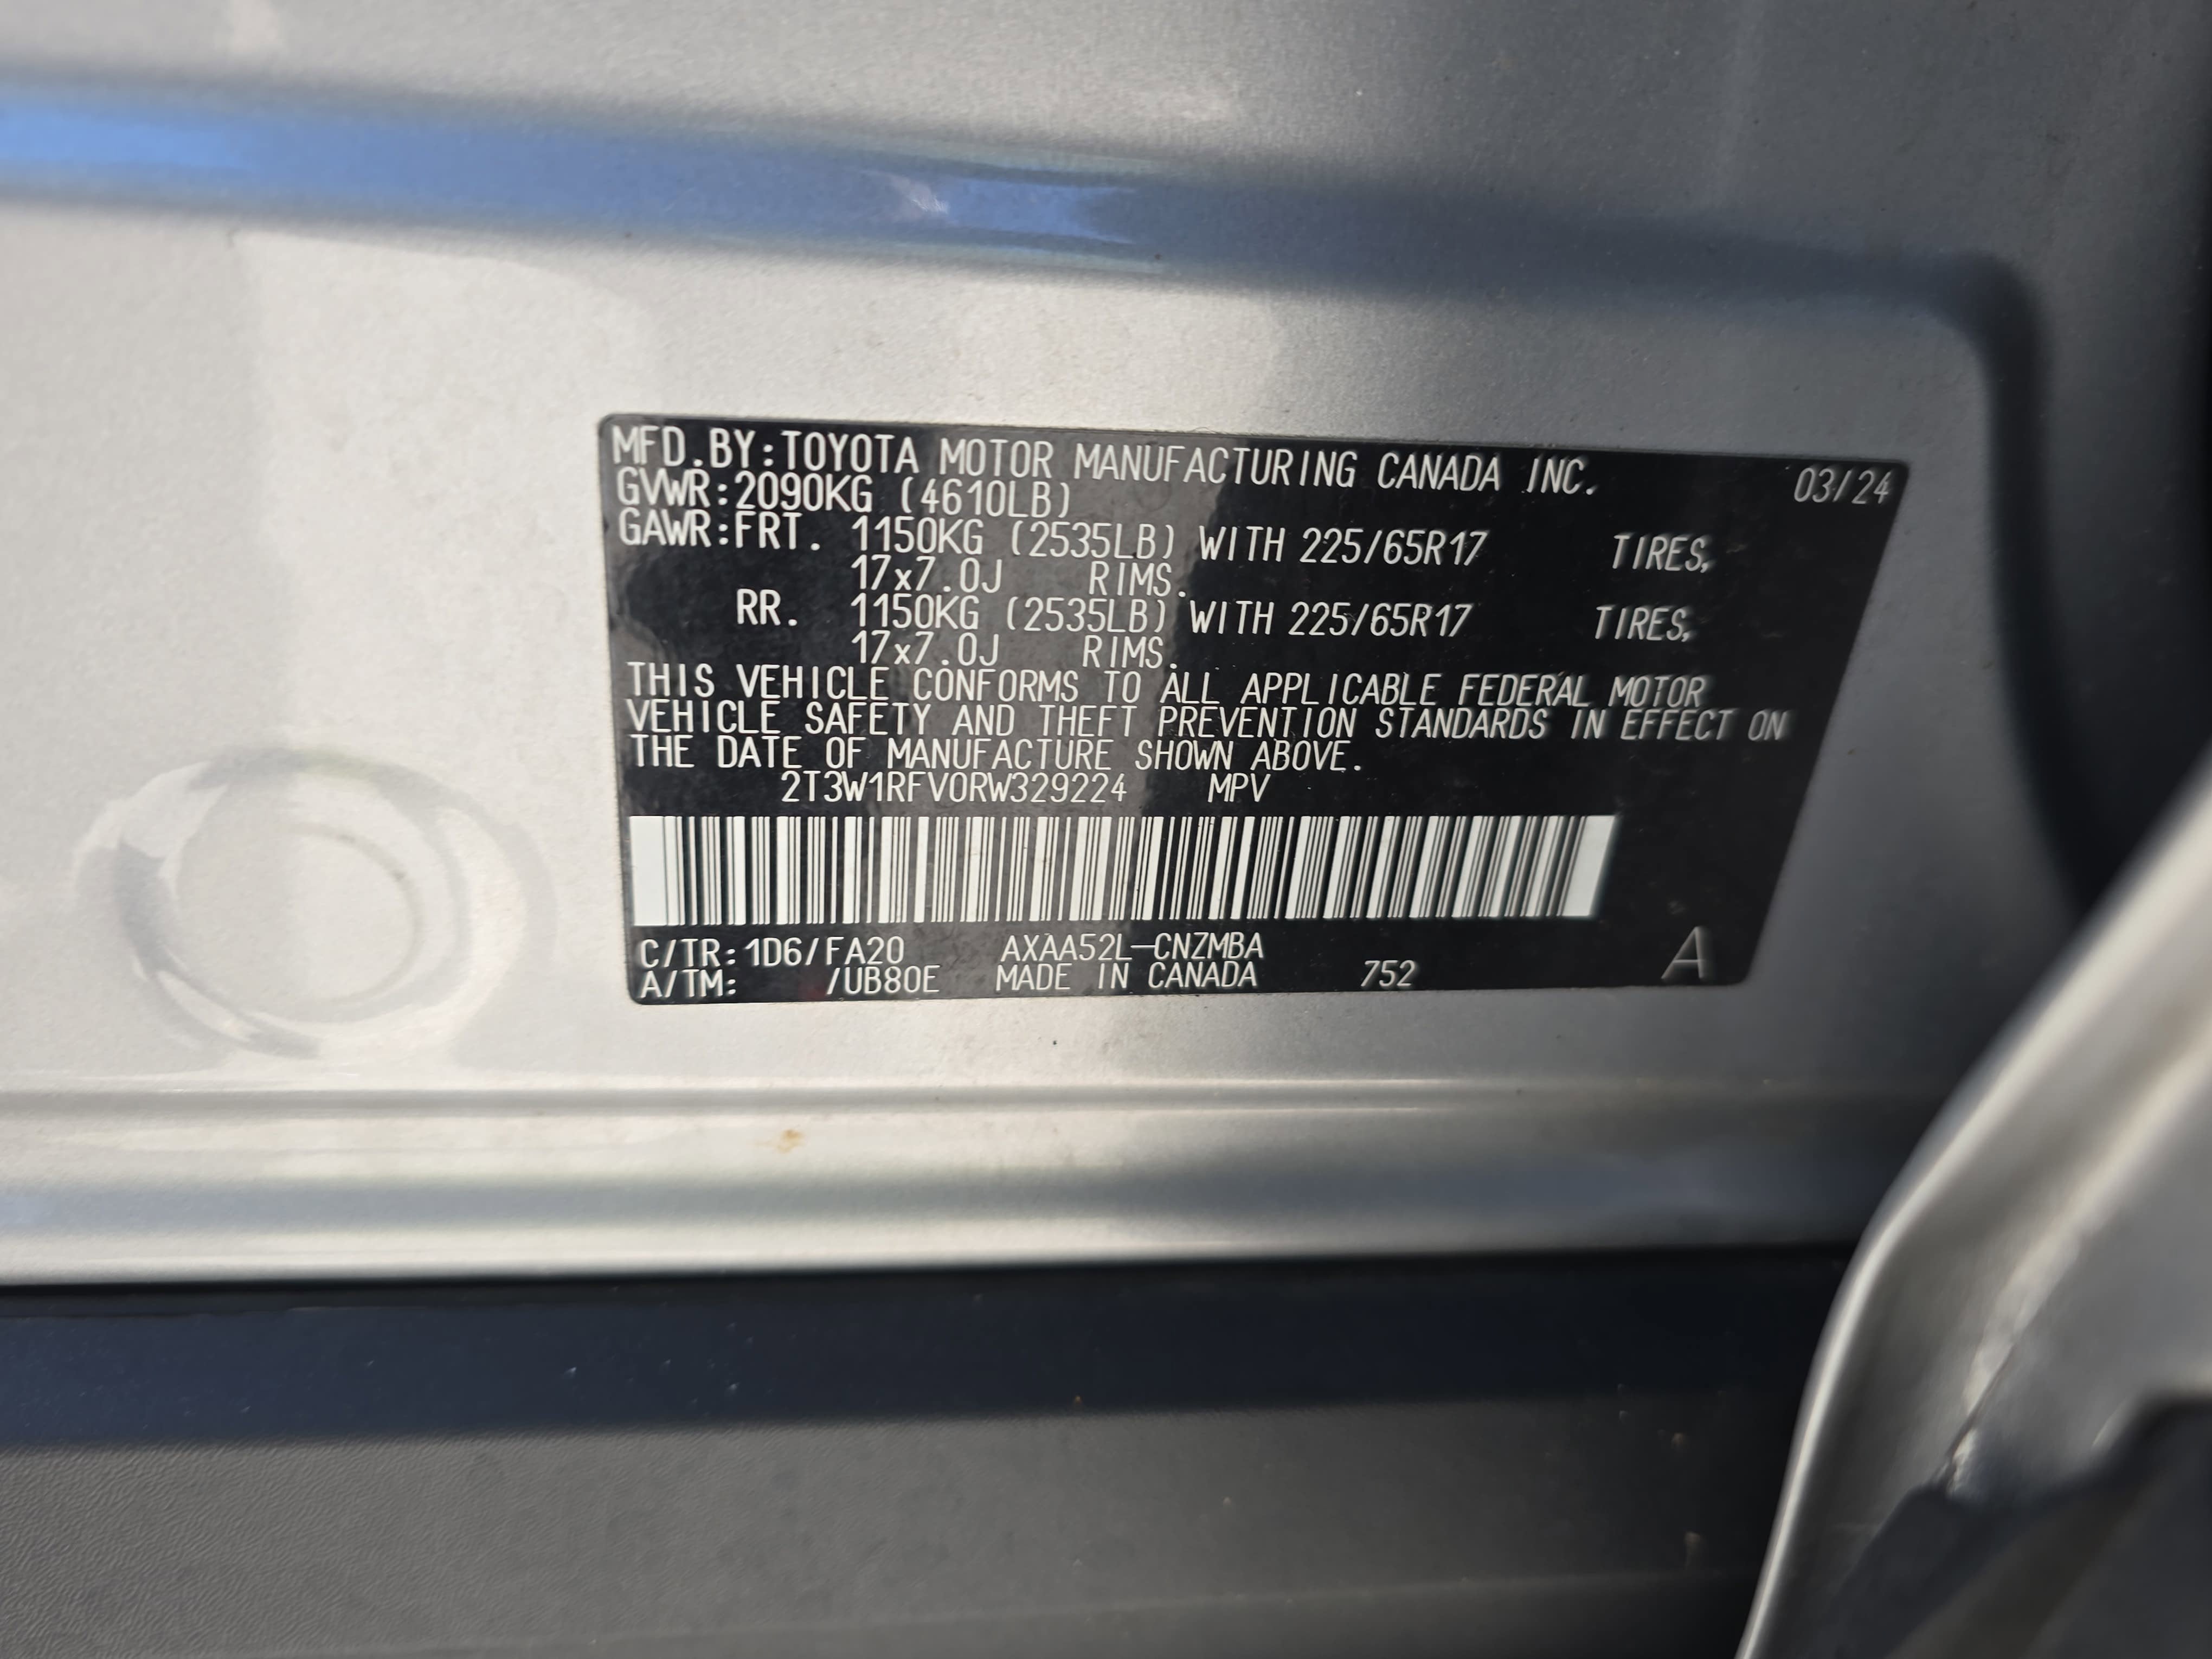 MFD.BY:TOYOTA MOTOR MANUFACTURING CANADA INC. 03/24
GVWR:2090KG (4610LB)
GAWR:FRT. 1150KG (2535LB) WITH 225/65R17 TIRES,
17x7.0J RIMS.
RR. 1150KG (2535LB) WITH 225/65R17 TIRES,
17x7.0J RIMS.
THIS VEHICLE CONFORMS TO ALL APPLICABLE FEDERAL MOTOR
VEHICLE SAFETY AND THEFT PREVENTION STANDARDS IN EFFECT ON
THE DATE OF MANUFACTURE SHOWN ABOVE.
2T3W1RFV0RW329224 MPV
C/TR:1D6/FA20 AXAA52L-CNZMBA A
A/TM: /UB80E MADE IN CANADA 752